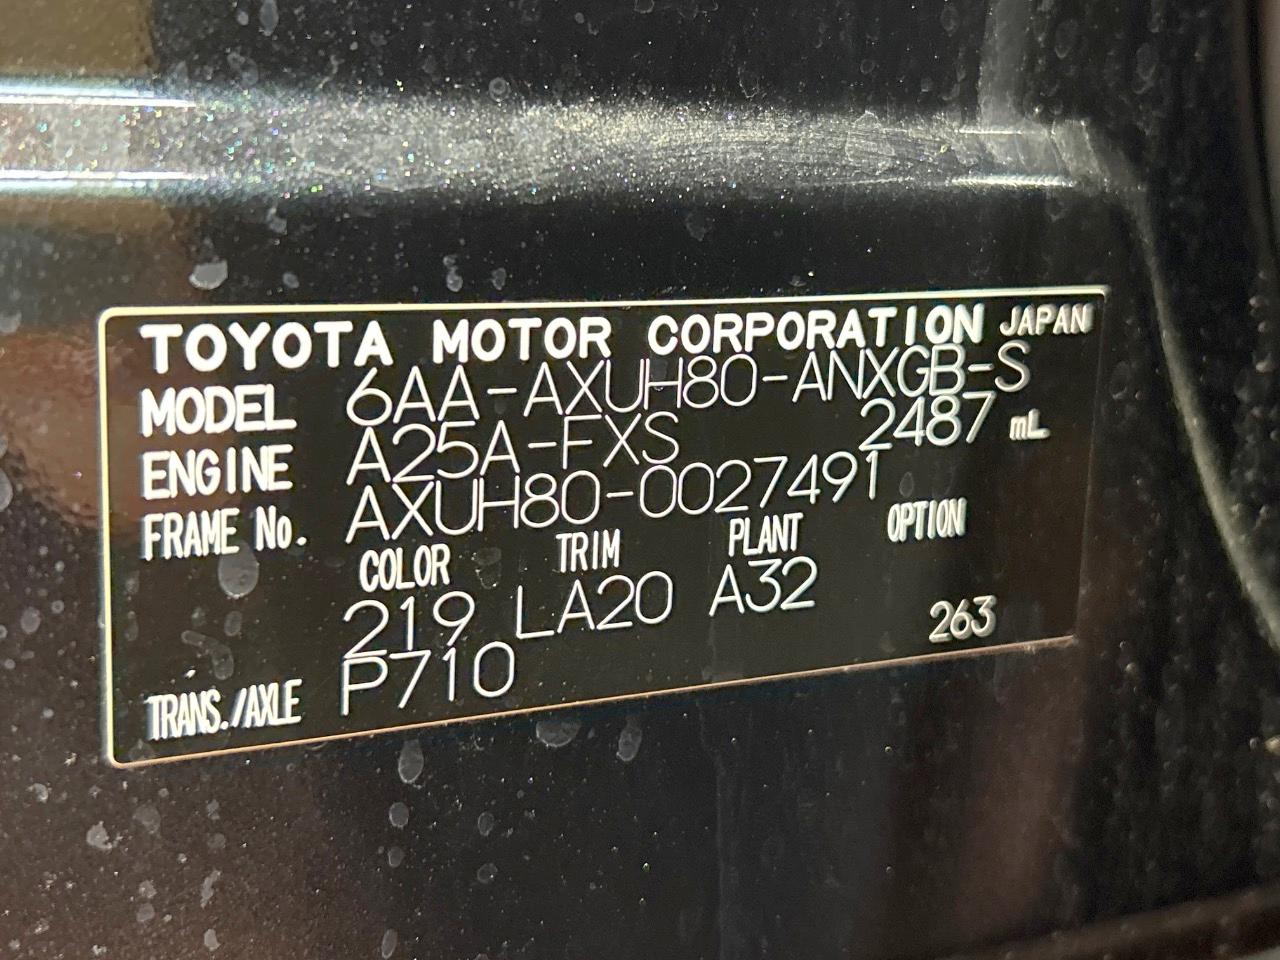 TOYOTA MOTOR CORPORATION JAPAN
MODEL 6AA-AXUH80-ANXGB-S
ENGINE A25A-FXS 2487 mL
FRAME No. AXUH80-0027491
COLOR TRIM PLANT OPTION
219 LA20 A32
TRANS./AXLE P710 263